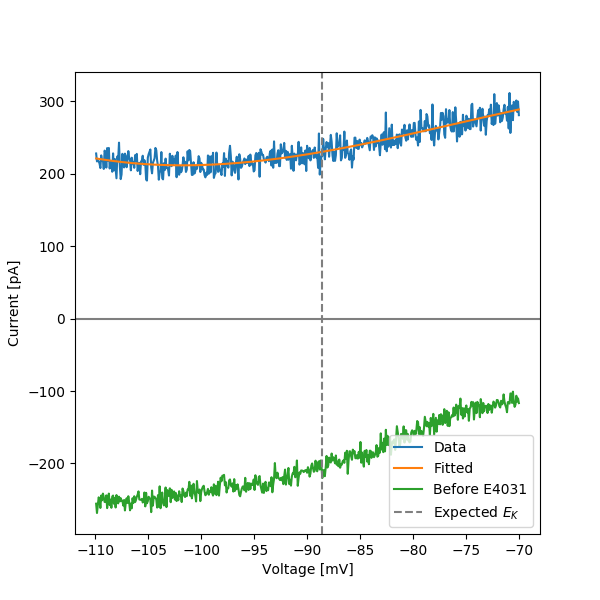 300
200
100
0
−100
−200
Current [pA]
Data
Fitted
Before E4031
Expected E_K
−110 −105 −100 −95 −90 −85 −80 −75 −70
Voltage [mV]